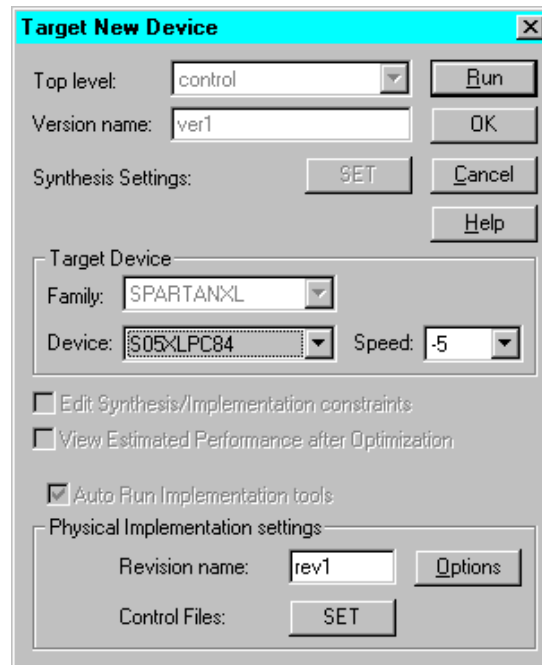 Target New Device
Top level: control Run
Version name: ver1 OK
Synthesis Settings: SET Cancel
Help
Target Device
Family: SPARTANXL
Device: S05XLPC84 Speed: -5
Edit Synthesis/Implementation constraints
View Estimated Performance after Optimization
Auto Run Implementation tools
Physical Implementation settings
Revision name: rev1 Options
Control Files: SET